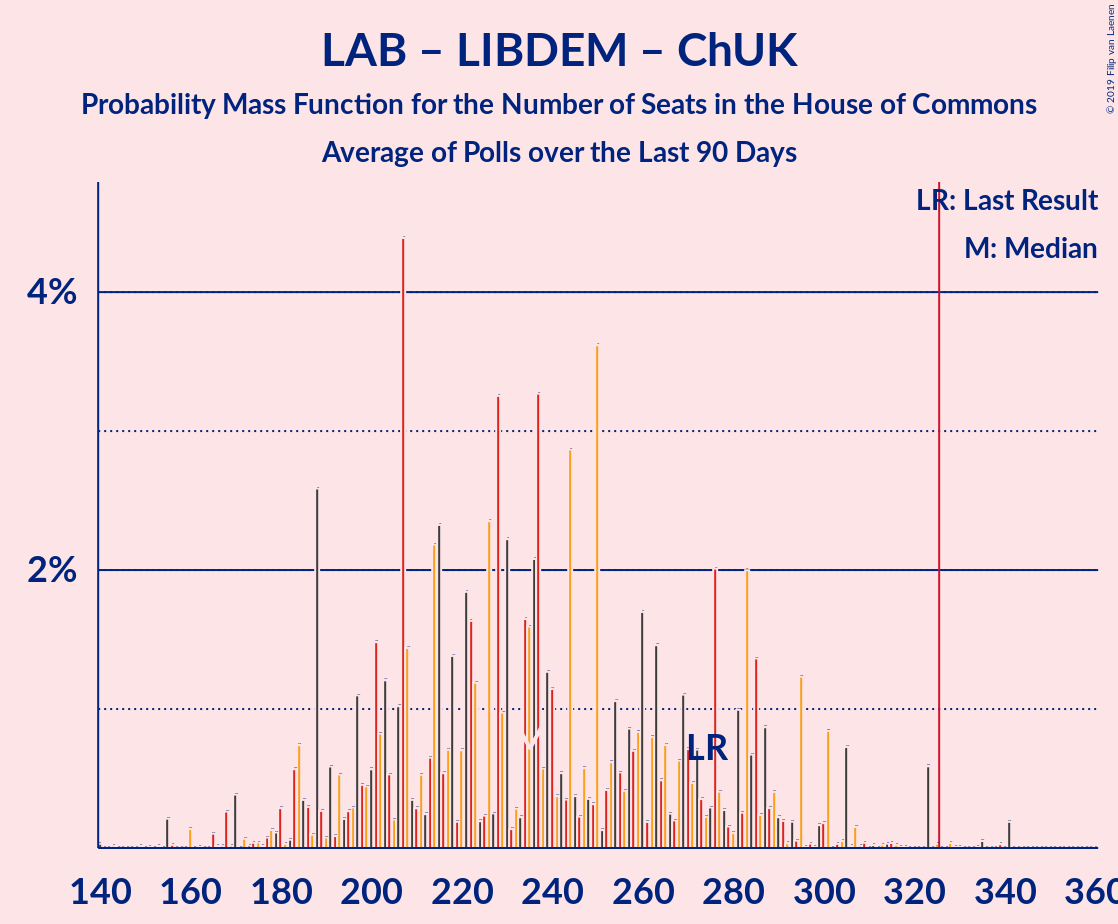 LAB – LIBDEM – ChUK
Probability Mass Function for the Number of Seats in the House of Commons
Average of Polls over the Last 90 Days
© 2019 Filip van Laenen
LR: Last Result
M: Median
4%
2%
LR
140 160 180 200 220 240 260 280 300 320 340 360